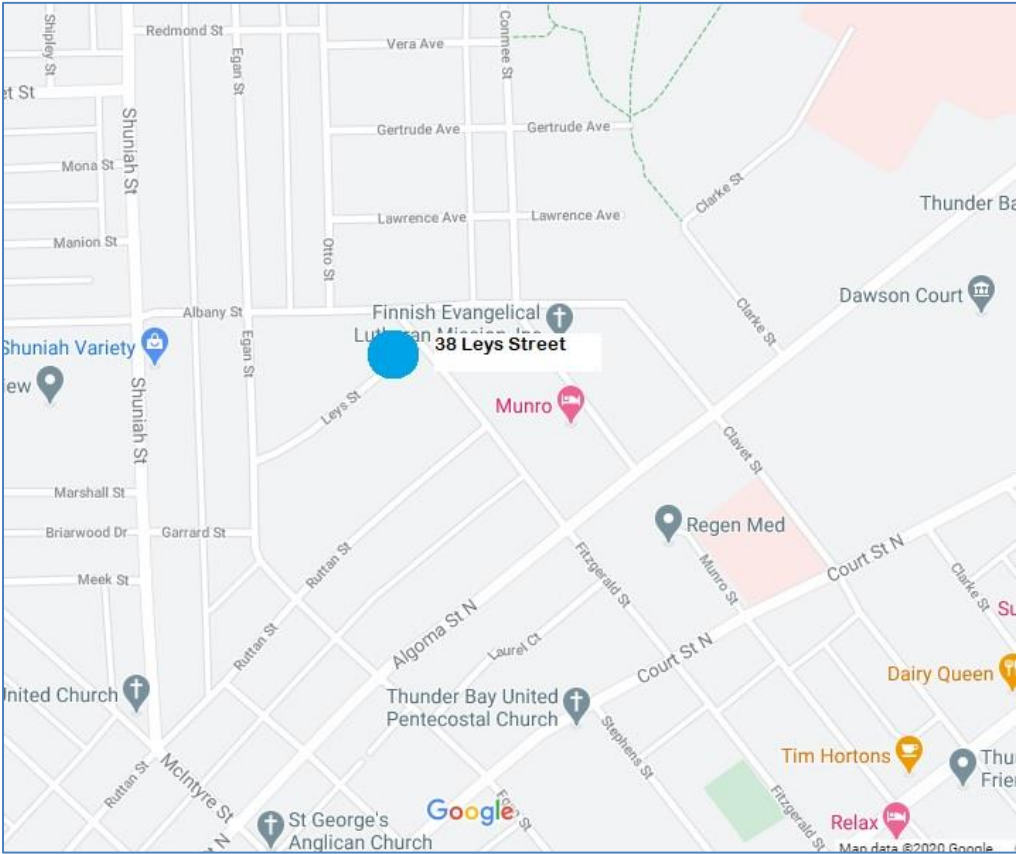 Redmond St
Vera Ave
Shipley St
Egan St
Conmee St
et St
Shuniah St
Gertrude Ave
Gertrude Ave
Mona St
Clarke St
Thunder Ba
Lawrence Ave
Lawrence Ave
Manion St
Otto St
Dawson Court
Albany St
Finnish Evangelical
Lutheran Mission, Inc
38 Leys Street
Clarke St
Shuniah Variety
Egan St
ew
Leys St
Munro
Shuniah St
Clavet St
Marshall St
Regen Med
Briarwood Dr
Garrard St
Court St N
Ruttan St
Fitzgerald St
Munro St
Meek St
Clarke St
Algoma St N
Su
Ruttan St
Laurel Ct
Court St N
Dairy Queen
United Church
Thunder Bay United
Pentecostal Church
Stephens St
Tim Hortons
Thu
Frie
Ruttan St
McIntyre St
Fitzgerald St
Google
St
St George's
Anglican Church
t N
Relax
Map data ©2020 Google